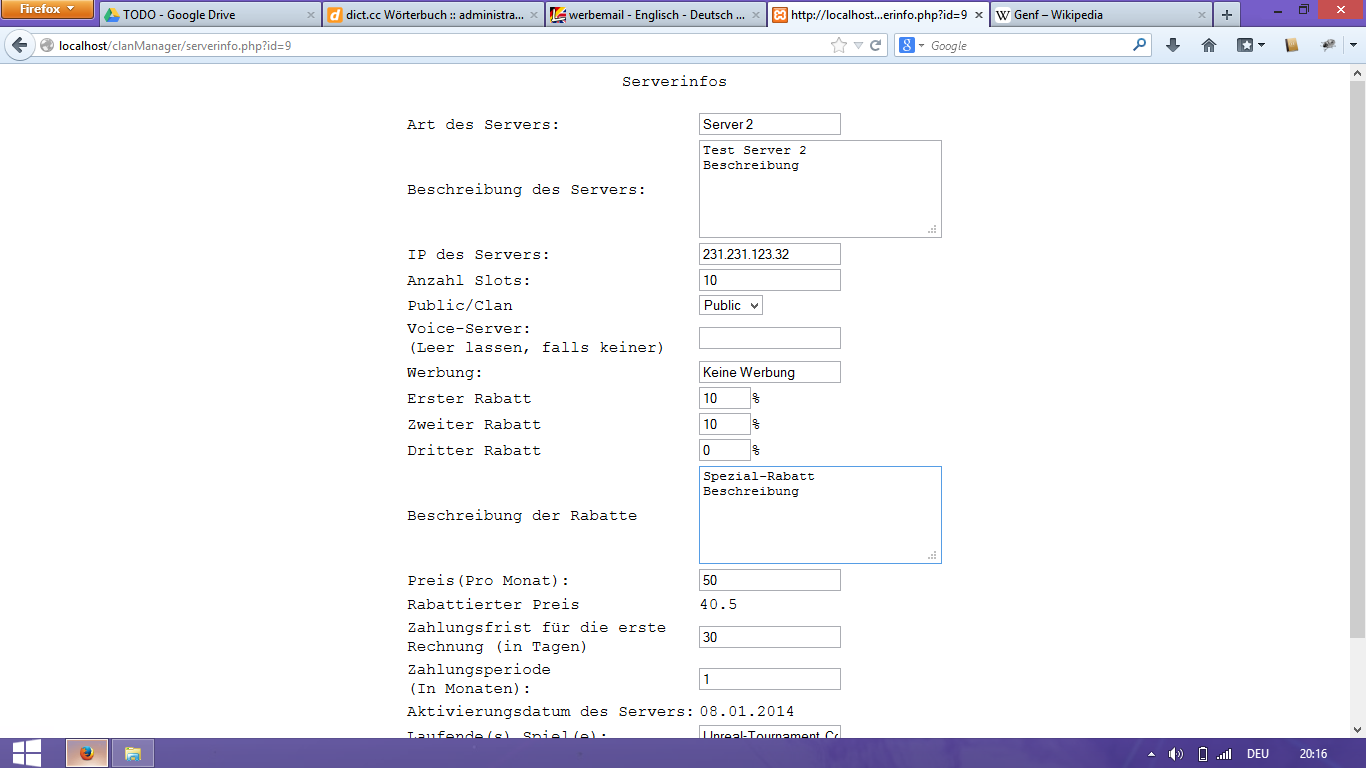 Firefox
TODO - Google Drive
dict.cc Wörterbuch :: administra...
werbemail - Englisch - Deutsch ...
http://localhost...erinfo.php?id=9
Genf – Wikipedia
localhost/clanManager/serverinfo.php?id=9
Google
Serverinfos
Art des Servers: Server 2
Beschreibung des Servers:
Test Server 2
Beschreibung
IP des Servers: 231.231.123.32
Anzahl Slots: 10
Public/Clan Public
Voice-Server:
(Leer lassen, falls keiner)
Werbung: Keine Werbung
Erster Rabatt 10 %
Zweiter Rabatt 10 %
Dritter Rabatt 0 %
Beschreibung der Rabatte
Spezial-Rabatt
Beschreibung
Preis(Pro Monat): 50
Rabattierter Preis 40.5
Zahlungsfrist für die erste
Rechnung (in Tagen) 30
Zahlungsperiode
(In Monaten): 1
Aktivierungsdatum des Servers: 08.01.2014
Laufende(s) Spiel(e): Unreal-Tournament, Co
DEU
20:16